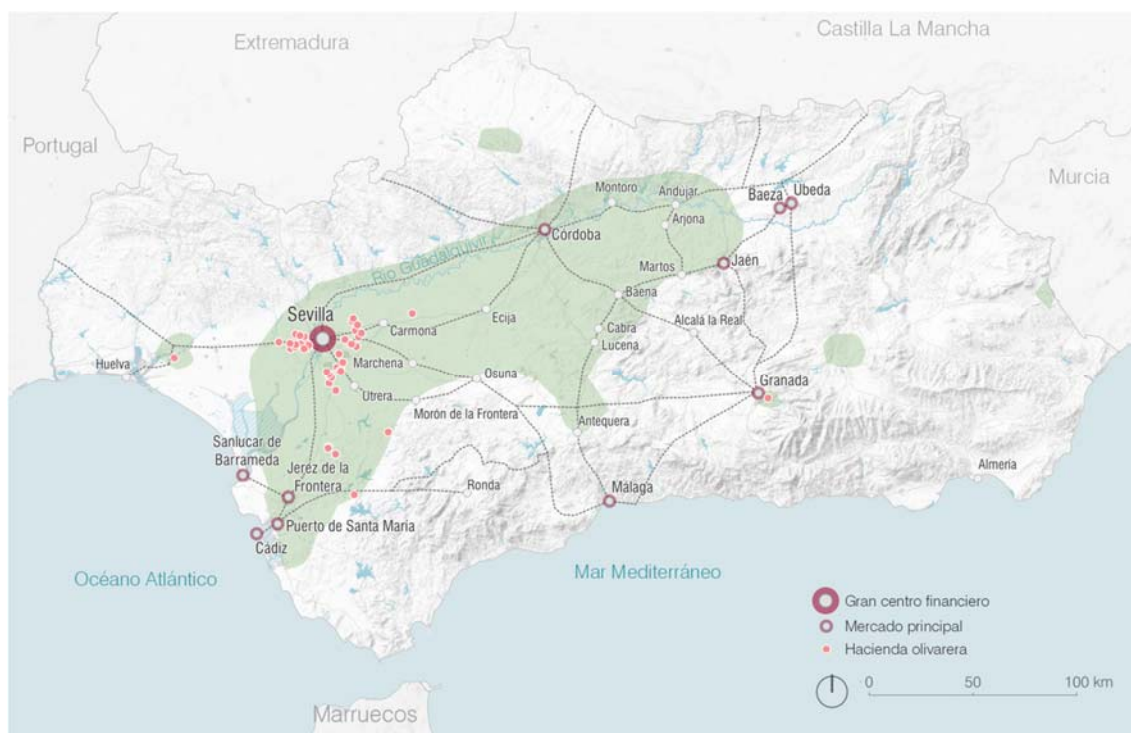 Extremadura
Castilla La Mancha
Portugal
Murcia
Montoro
Andujar
Baeza
Úbeda
Arjona
Córdoba
Río Guadalquivir
Jaén
Martos
Baena
Sevilla
Carmona
Ecija
Cabra
Lucena
Alcalá la Real
Huelva
Marchena
Osuna
Granada
Utrera
Morón de la Frontera
Antequera
Sanlucar de
Barrameda
Jeréz de la
Frontera
Ronda
Almería
Málaga
Puerto de Santa María
Cádiz
Océano Atlántico
Mar Mediterráneo
Gran centro financiero
Mercado principal
Hacienda olivarera
0 50 100 km
Marruecos